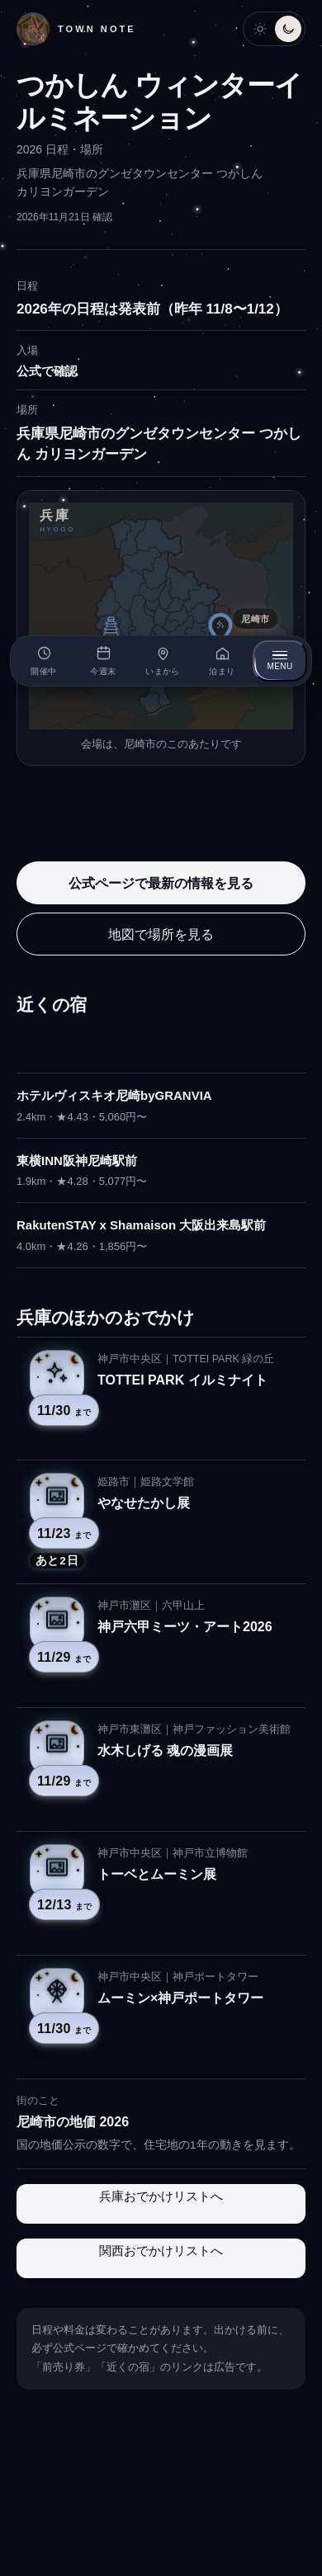 TOWN NOTE
つかしん ウィンターイ
ルミネーション
2026 日程・場所
兵庫県尼崎市のグンゼタウンセンター つかしん
カリヨンガーデン
2026年11月21日 確認
日程
2026年の日程は発表前（昨年 11/8〜1/12）
入場
公式で確認
場所
兵庫県尼崎市のグンゼタウンセンター つかし
ん カリヨンガーデン
兵庫
HYOGO
尼崎市
開催中
今週末
いまから
泊まり
MENU
会場は、尼崎市のこのあたりです
公式ページで最新の情報を見る
地図で場所を見る
近くの宿
ホテルヴィスキオ尼崎byGRANVIA
2.4km・★4.43・5,060円〜
東横INN阪神尼崎駅前
1.9km・★4.28・5,077円〜
RakutenSTAY x Shamaison 大阪出来島駅前
4.0km・★4.26・1,856円〜
兵庫のほかのおでかけ
神戸市中央区｜TOTTEI PARK 緑の丘
TOTTEI PARK イルミナイト
11/30 まで
姫路市｜姫路文学館
やなせたかし展
11/23 まで
あと2日
神戸市灘区｜六甲山上
神戸六甲ミーツ・アート2026
11/29 まで
神戸市東灘区｜神戸ファッション美術館
水木しげる 魂の漫画展
11/29 まで
神戸市中央区｜神戸市立博物館
トーベとムーミン展
12/13 まで
神戸市中央区｜神戸ポートタワー
ムーミン×神戸ポートタワー
11/30 まで
街のこと
尼崎市の地価 2026
国の地価公示の数字で、住宅地の1年の動きを見ます。
兵庫おでかけリストへ
関西おでかけリストへ
日程や料金は変わることがあります。出かける前に、
必ず公式ページで確かめてください。
「前売り券」「近くの宿」のリンクは広告です。